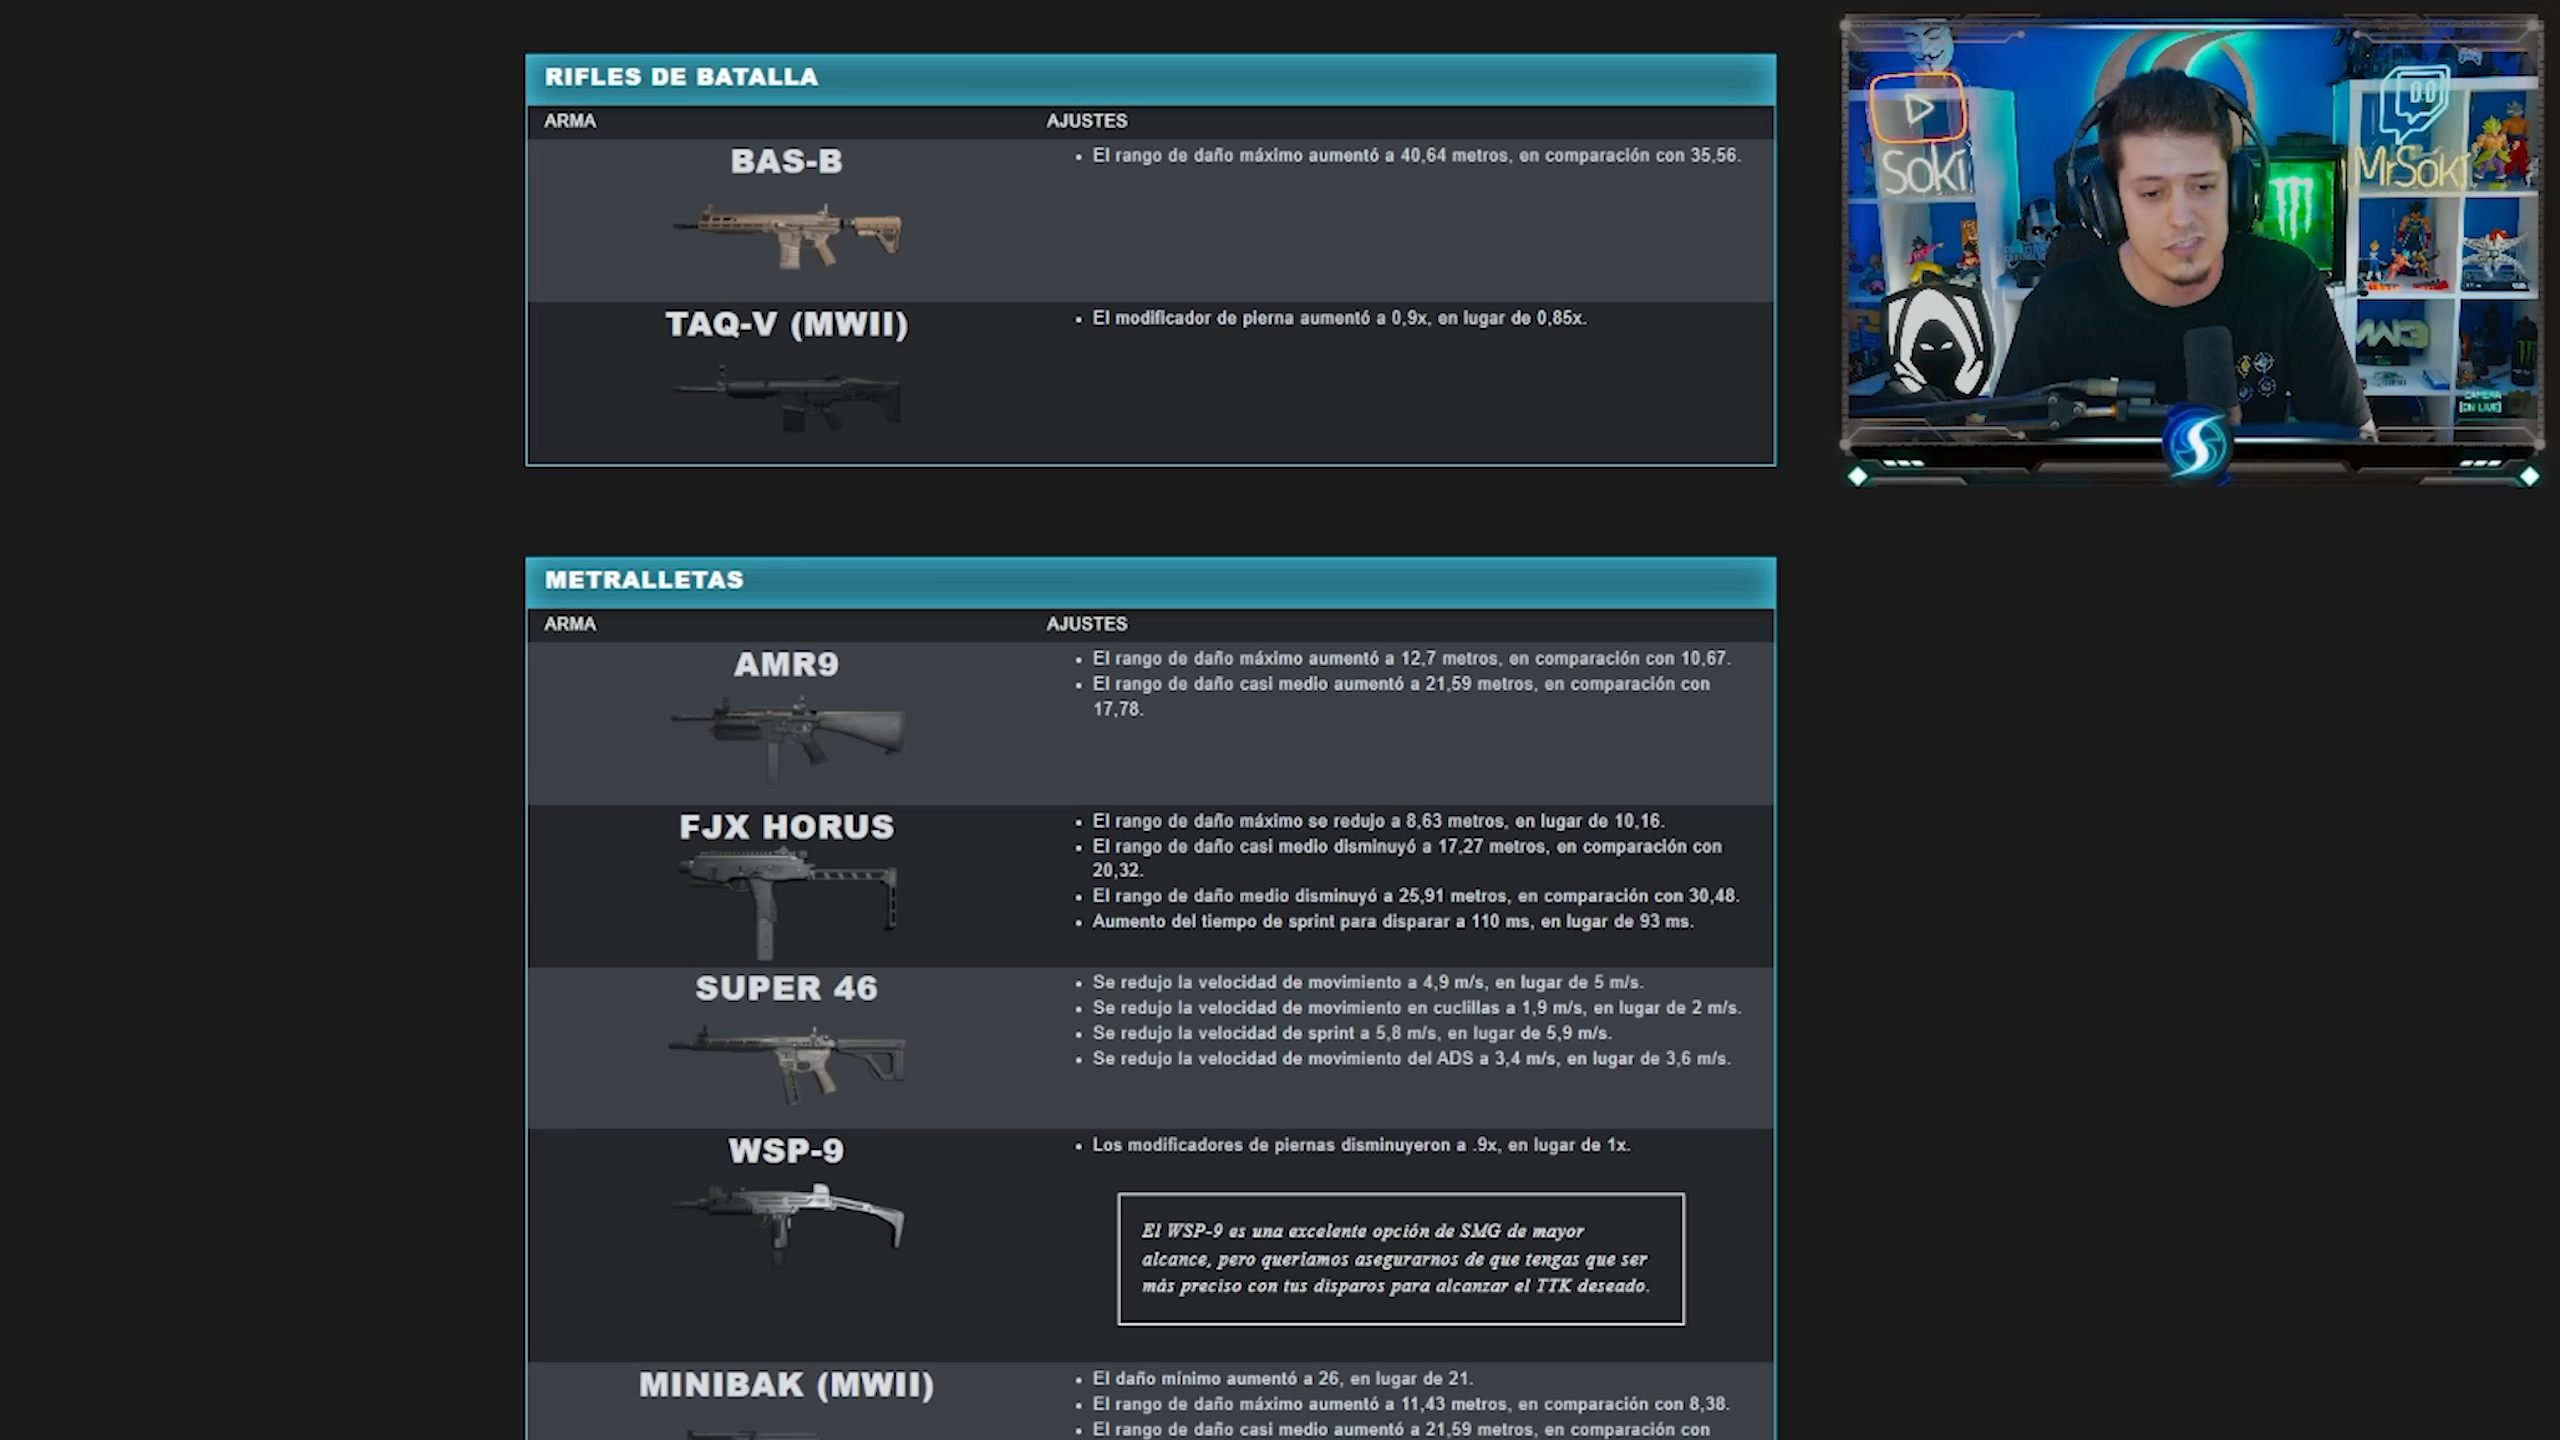 RIFLES DE BATALLA
ARMA AJUSTES
BAS-B
• El rango de daño máximo aumentó a 40,64 metros, en comparación con 35,56.
TAQ-V (MWII)
• El modificador de pierna aumentó a 0,9x, en lugar de 0,85x.
METRALLETAS
ARMA AJUSTES
AMR9
• El rango de daño máximo aumentó a 12,7 metros, en comparación con 10,67.
• El rango de daño casi medio aumentó a 21,59 metros, en comparación con
17,78.
FJX HORUS
• El rango de daño máximo se redujo a 8,63 metros, en lugar de 10,16.
• El rango de daño casi medio disminuyó a 17,27 metros, en comparación con
20,32.
• El rango de daño medio disminuyó a 25,91 metros, en comparación con 30,48.
• Aumento del tiempo de sprint para disparar a 110 ms, en lugar de 93 ms.
SUPER 46
• Se redujo la velocidad de movimiento a 4,9 m/s, en lugar de 5 m/s.
• Se redujo la velocidad de movimiento en cuclillas a 1,9 m/s, en lugar de 2 m/s.
• Se redujo la velocidad de sprint a 5,8 m/s, en lugar de 5,9 m/s.
• Se redujo la velocidad de movimiento del ADS a 3,4 m/s, en lugar de 3,6 m/s.
WSP-9
• Los modificadores de piernas disminuyeron a .9x, en lugar de 1x.
El WSP-9 es una excelente opción de SMG de mayor
alcance, pero queríamos asegurarnos de que tengas que ser
más preciso con tus disparos para alcanzar el TTK deseado.
MINIBAK (MWII)
• El daño mínimo aumentó a 26, en lugar de 21.
• El rango de daño máximo aumentó a 11,43 metros, en comparación con 8,38.
• El rango de daño casi medio aumentó a 21,59 metros, en comparación con
Soki
MrSoki
CAMERA
[ON LIVE]